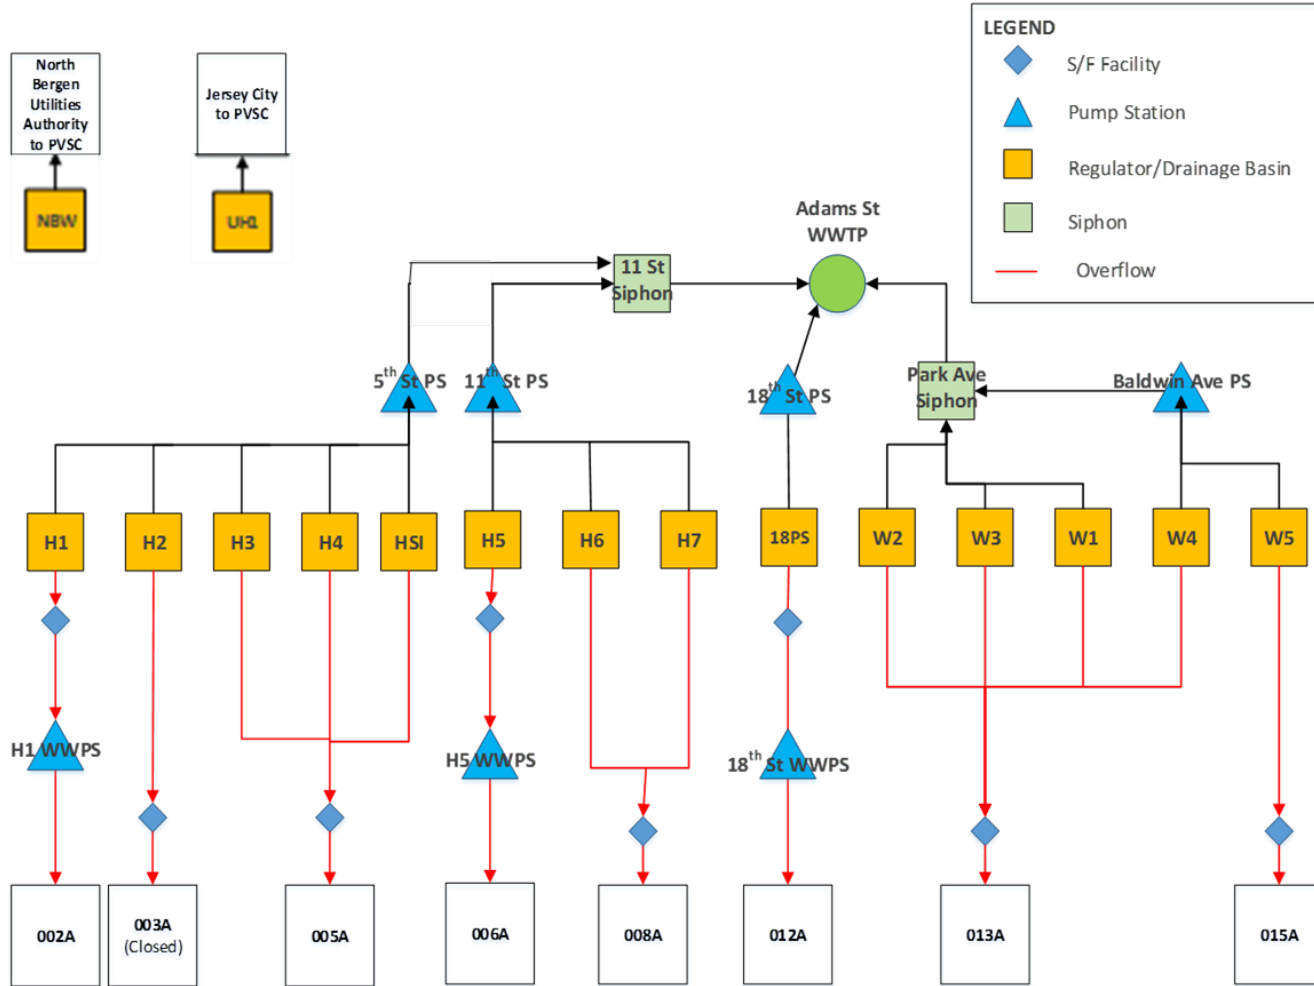 North
Bergen
Utilities
Authority
to PVSC
Jersey City
to PVSC
NBW
UH1
LEGEND
S/F Facility
Pump Station
Regulator/Drainage Basin
Siphon
Overflow
Adams St
WWTP
11 St
Siphon
5th St PS
11th St PS
18th St PS
Park Ave
Siphon
Baldwin Ave PS
H1
H2
H3
H4
HSI
H5
H6
H7
18PS
W2
W3
W1
W4
W5
H1 WWPS
H5 WWPS
18th St WWPS
002A
003A
(Closed)
005A
006A
008A
012A
013A
015A